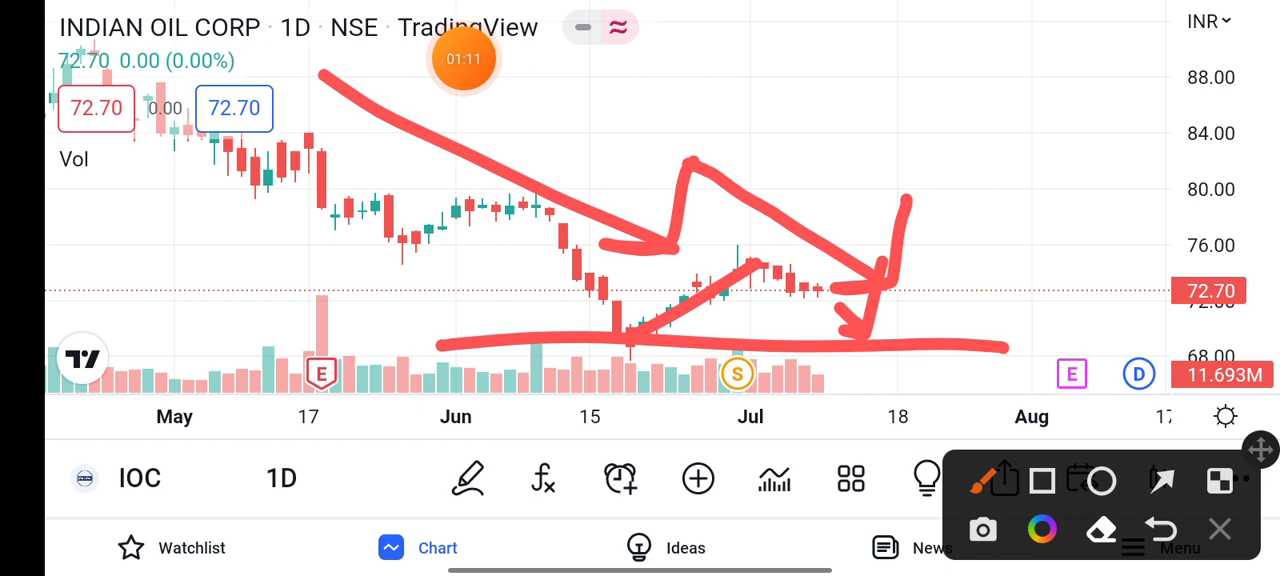 INDIAN OIL CORP · 1D · NSE · TradingView
01:11
INR
72.70 0.00 (0.00%)
72.70 0.00 72.70
Vol
88.00
84.00
80.00
76.00
72.70
72.00
68.00
11.693M
E
S
E
D
May 17 Jun 15 Jul 18 Aug
IOC 1D
Watchlist Chart Ideas News Menu